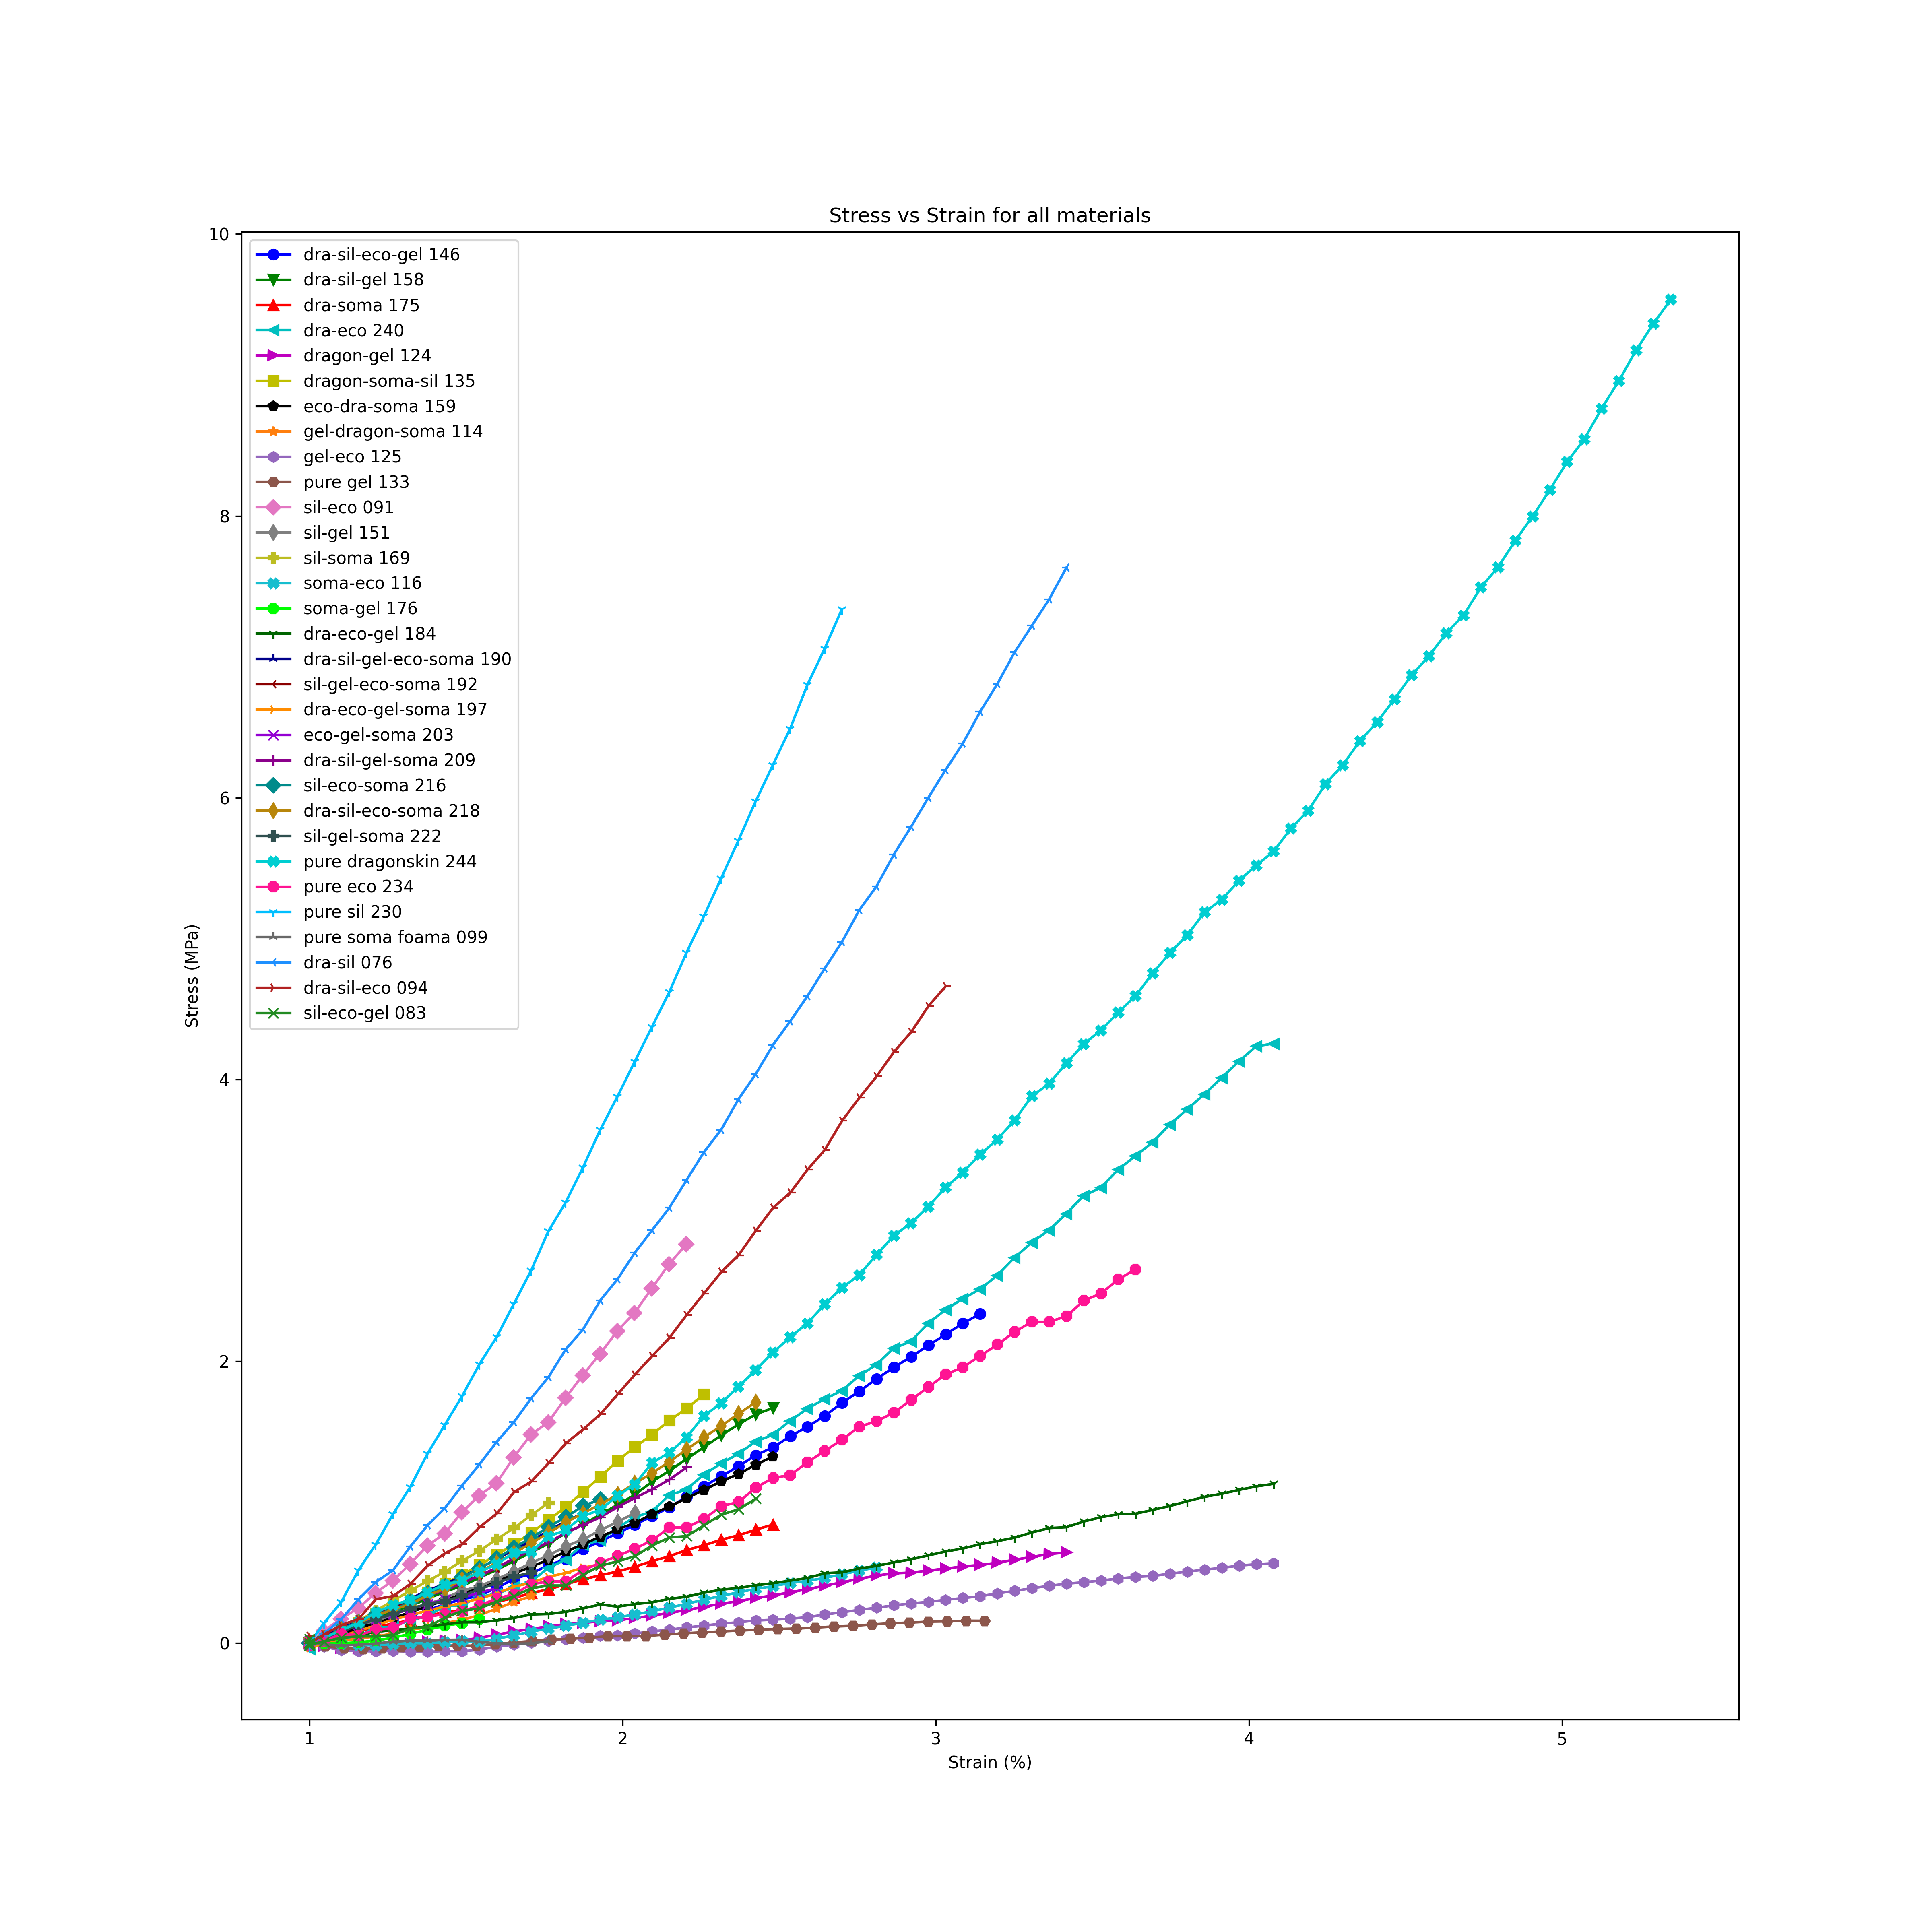 Stress vs Strain for all materials
10
8
6
4
2
0
Stress (MPa)
dra-sil-eco-gel 146
dra-sil-gel 158
dra-soma 175
dra-eco 240
dragon-gel 124
dragon-soma-sil 135
eco-dra-soma 159
gel-dragon-soma 114
gel-eco 125
pure gel 133
sil-eco 091
sil-gel 151
sil-soma 169
soma-eco 116
soma-gel 176
dra-eco-gel 184
dra-sil-gel-eco-soma 190
sil-gel-eco-soma 192
dra-eco-gel-soma 197
eco-gel-soma 203
dra-sil-gel-soma 209
sil-eco-soma 216
dra-sil-eco-soma 218
sil-gel-soma 222
pure dragonskin 244
pure eco 234
pure sil 230
pure soma foama 099
dra-sil 076
dra-sil-eco 094
sil-eco-gel 083
1 2 3 4 5
Strain (%)